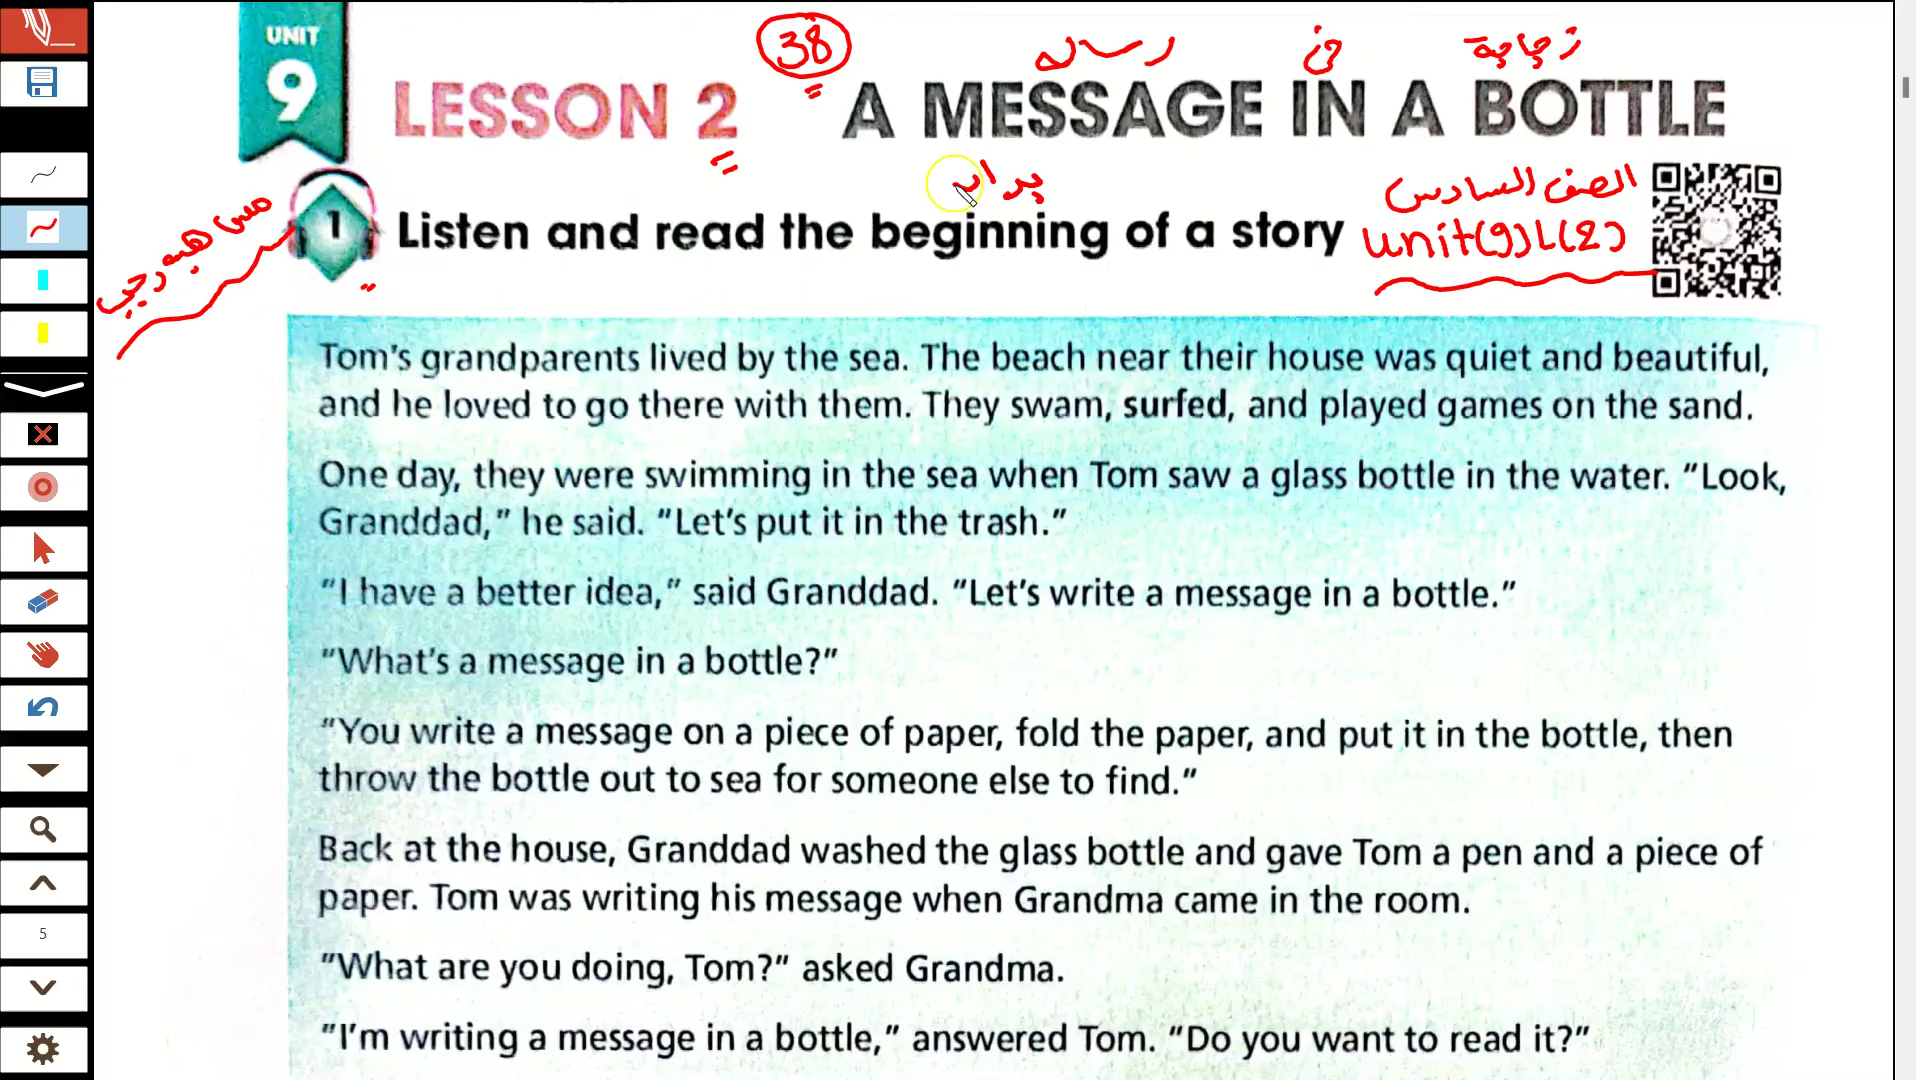 UNIT
9
38
رساله في زجاجة
LESSON 2 A MESSAGE IN A BOTTLE
الصف السادس
مس هبه رجب
1 Listen and read the beginning of a story
unit(9)L(2)
Tom's grandparents lived by the sea. The beach near their house was quiet and beautiful,
and he loved to go there with them. They swam, surfed, and played games on the sand.
One day, they were swimming in the sea when Tom saw a glass bottle in the water. "Look,
Granddad," he said. "Let's put it in the trash."
"I have a better idea," said Granddad. "Let's write a message in a bottle."
"What's a message in a bottle?"
"You write a message on a piece of paper, fold the paper, and put it in the bottle, then
throw the bottle out to sea for someone else to find."
Back at the house, Granddad washed the glass bottle and gave Tom a pen and a piece of
paper. Tom was writing his message when Grandma came in the room.
"What are you doing, Tom?" asked Grandma.
"I'm writing a message in a bottle," answered Tom. "Do you want to read it?"
5